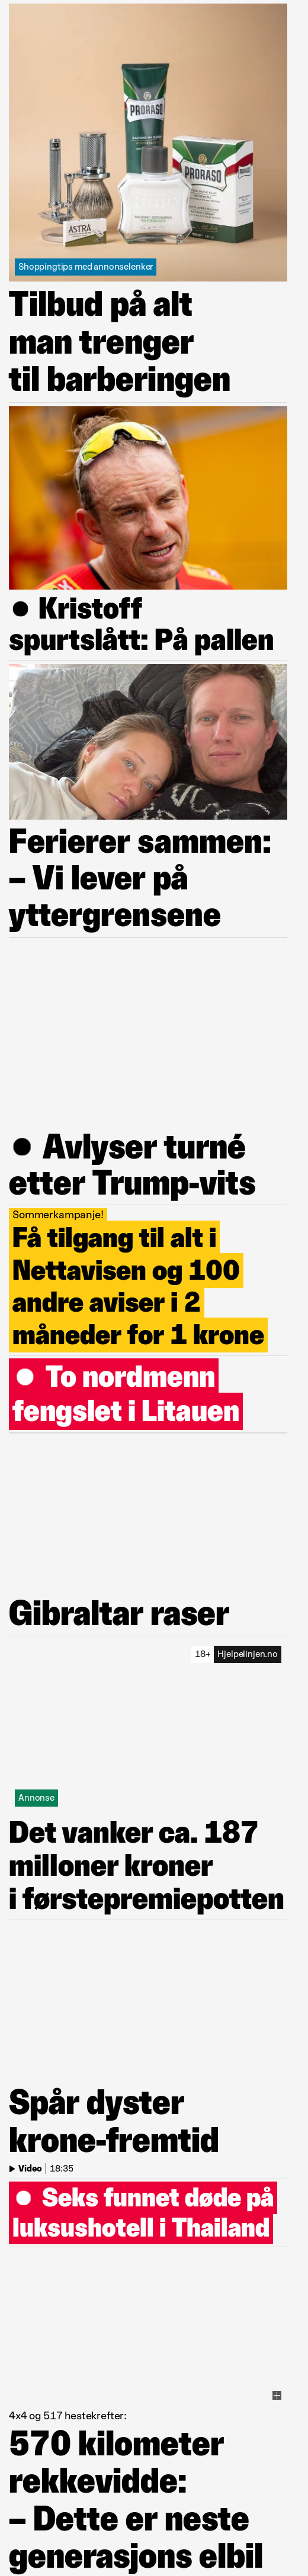 PRORASO
PRORASO
PRORASO
ASTRA
Shoppingtips med annonselenker
Tilbud på alt
man trenger
til barberingen
● Kristoff
spurtslått: På pallen
Ferierer sammen:
– Vi lever på
yttergrensene
● Avlyser turné
etter Trump-vits
Sommerkampanje!
Få tilgang til alt i
Nettavisen og 100
andre aviser i 2
måneder for 1 krone
● To nordmenn
fengslet i Litauen
Gibraltar raser
18+ Hjelpelinjen.no
Annonse
Det vanker ca. 187
milloner kroner
i førstepremiepotten
Spår dyster
krone-fremtid
Video | 18:35
● Seks funnet døde på
luksushotell i Thailand
4x4 og 517 hestekrefter:
570 kilometer
rekkevidde:
– Dette er neste
generasjons elbil